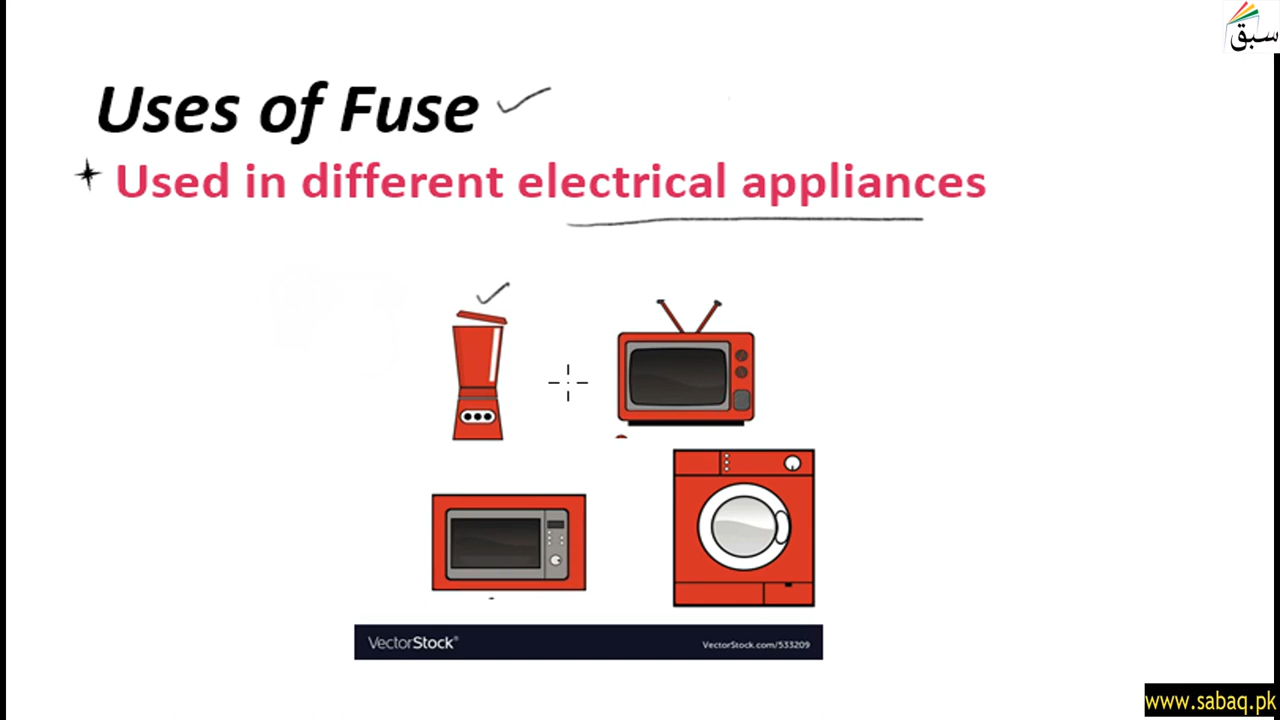 سبق
Uses of Fuse
Used in different electrical appliances
VectorStock®
VectorStock.com/533209
www.sabaq.pk